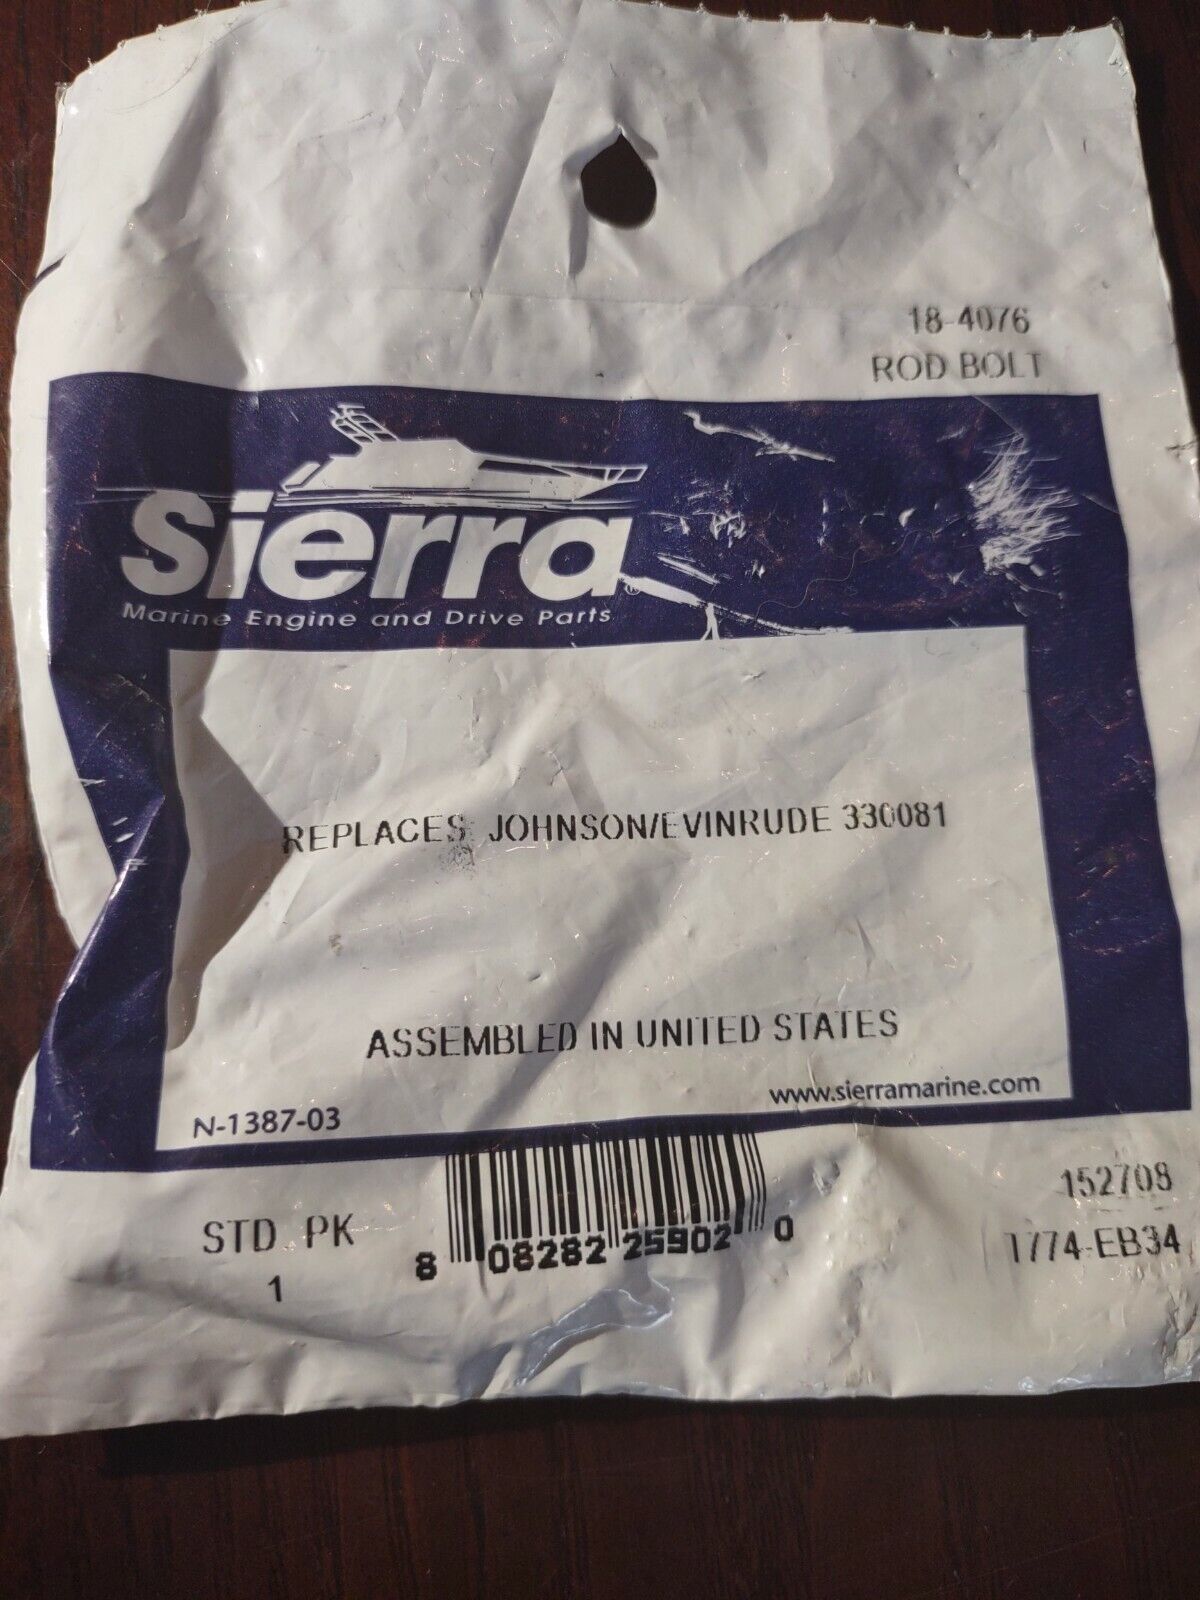 18-4076
ROD BOLT
Sierra®
Marine Engine and Drive Parts
REPLACES: JOHNSON/EVINRUDE 330081
ASSEMBLED IN UNITED STATES
www.sierramarine.com
N-1387-03
152708
STD PK
1774-EB34
1
8 08282 25902 0